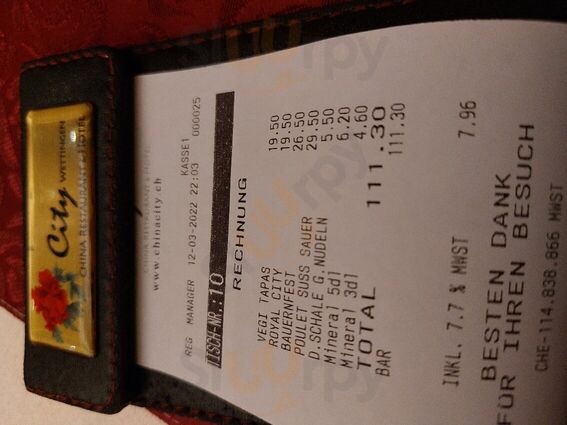 City WETTINGEN
CHINA RESTAURANT & HOTEL
www.chinacity.ch
REG MANAGER 12-03-2022 22:03 KASSE1 000025
TISCH-NR.:10
RECHNUNG
VEGI TAPAS 19.50
ROYAL CITY 19.50
BAUERNFEST 26.50
POULET SUSS SAUER 29.50
D.SCHALE G.NUDELN 5.50
Mineral 5dl 6.20
Mineral 3dl 4.60
TOTAL 111.30
BAR 111.30
INKL. 7.7 % MWST 7.96
BESTEN DANK
FÜR IHREN BESUCH
CHE-114.838.866 MWST
sluurpy
sluurpy